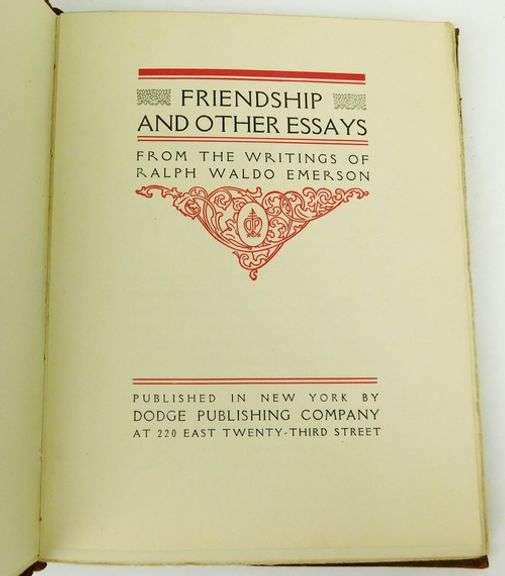 FRIENDSHIP
AND OTHER ESSAYS
FROM THE WRITINGS OF
RALPH WALDO EMERSON
PUBLISHED IN NEW YORK BY
DODGE PUBLISHING COMPANY
AT 220 EAST TWENTY-THIRD STREET